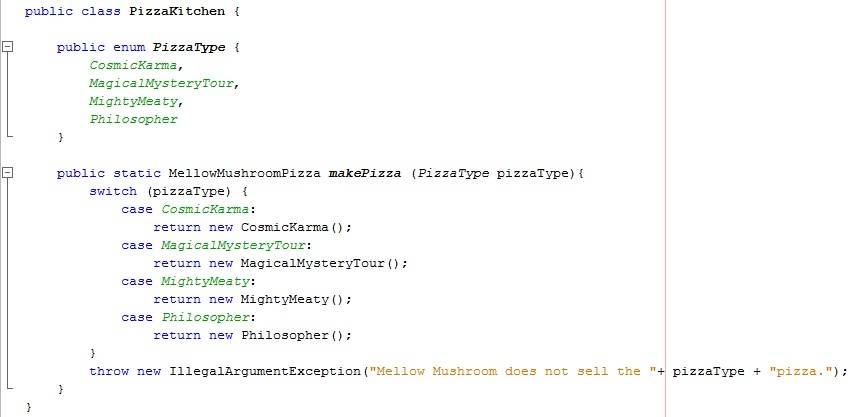 public class PizzaKitchen {
public enum PizzaType {
CosmicKarma,
MagicalMysteryTour,
MightyMeaty,
Philosopher
}
public static MellowMushroomPizza makePizza (PizzaType pizzaType){
switch (pizzaType) {
case CosmicKarma:
return new CosmicKarma();
case MagicalMysteryTour:
return new MagicalMysteryTour();
case MightyMeaty:
return new MightyMeaty();
case Philosopher:
return new Philosopher();
}
throw new IllegalArgumentException("Mellow Mushroom does not sell the "+ pizzaType + "pizza.");
}
}